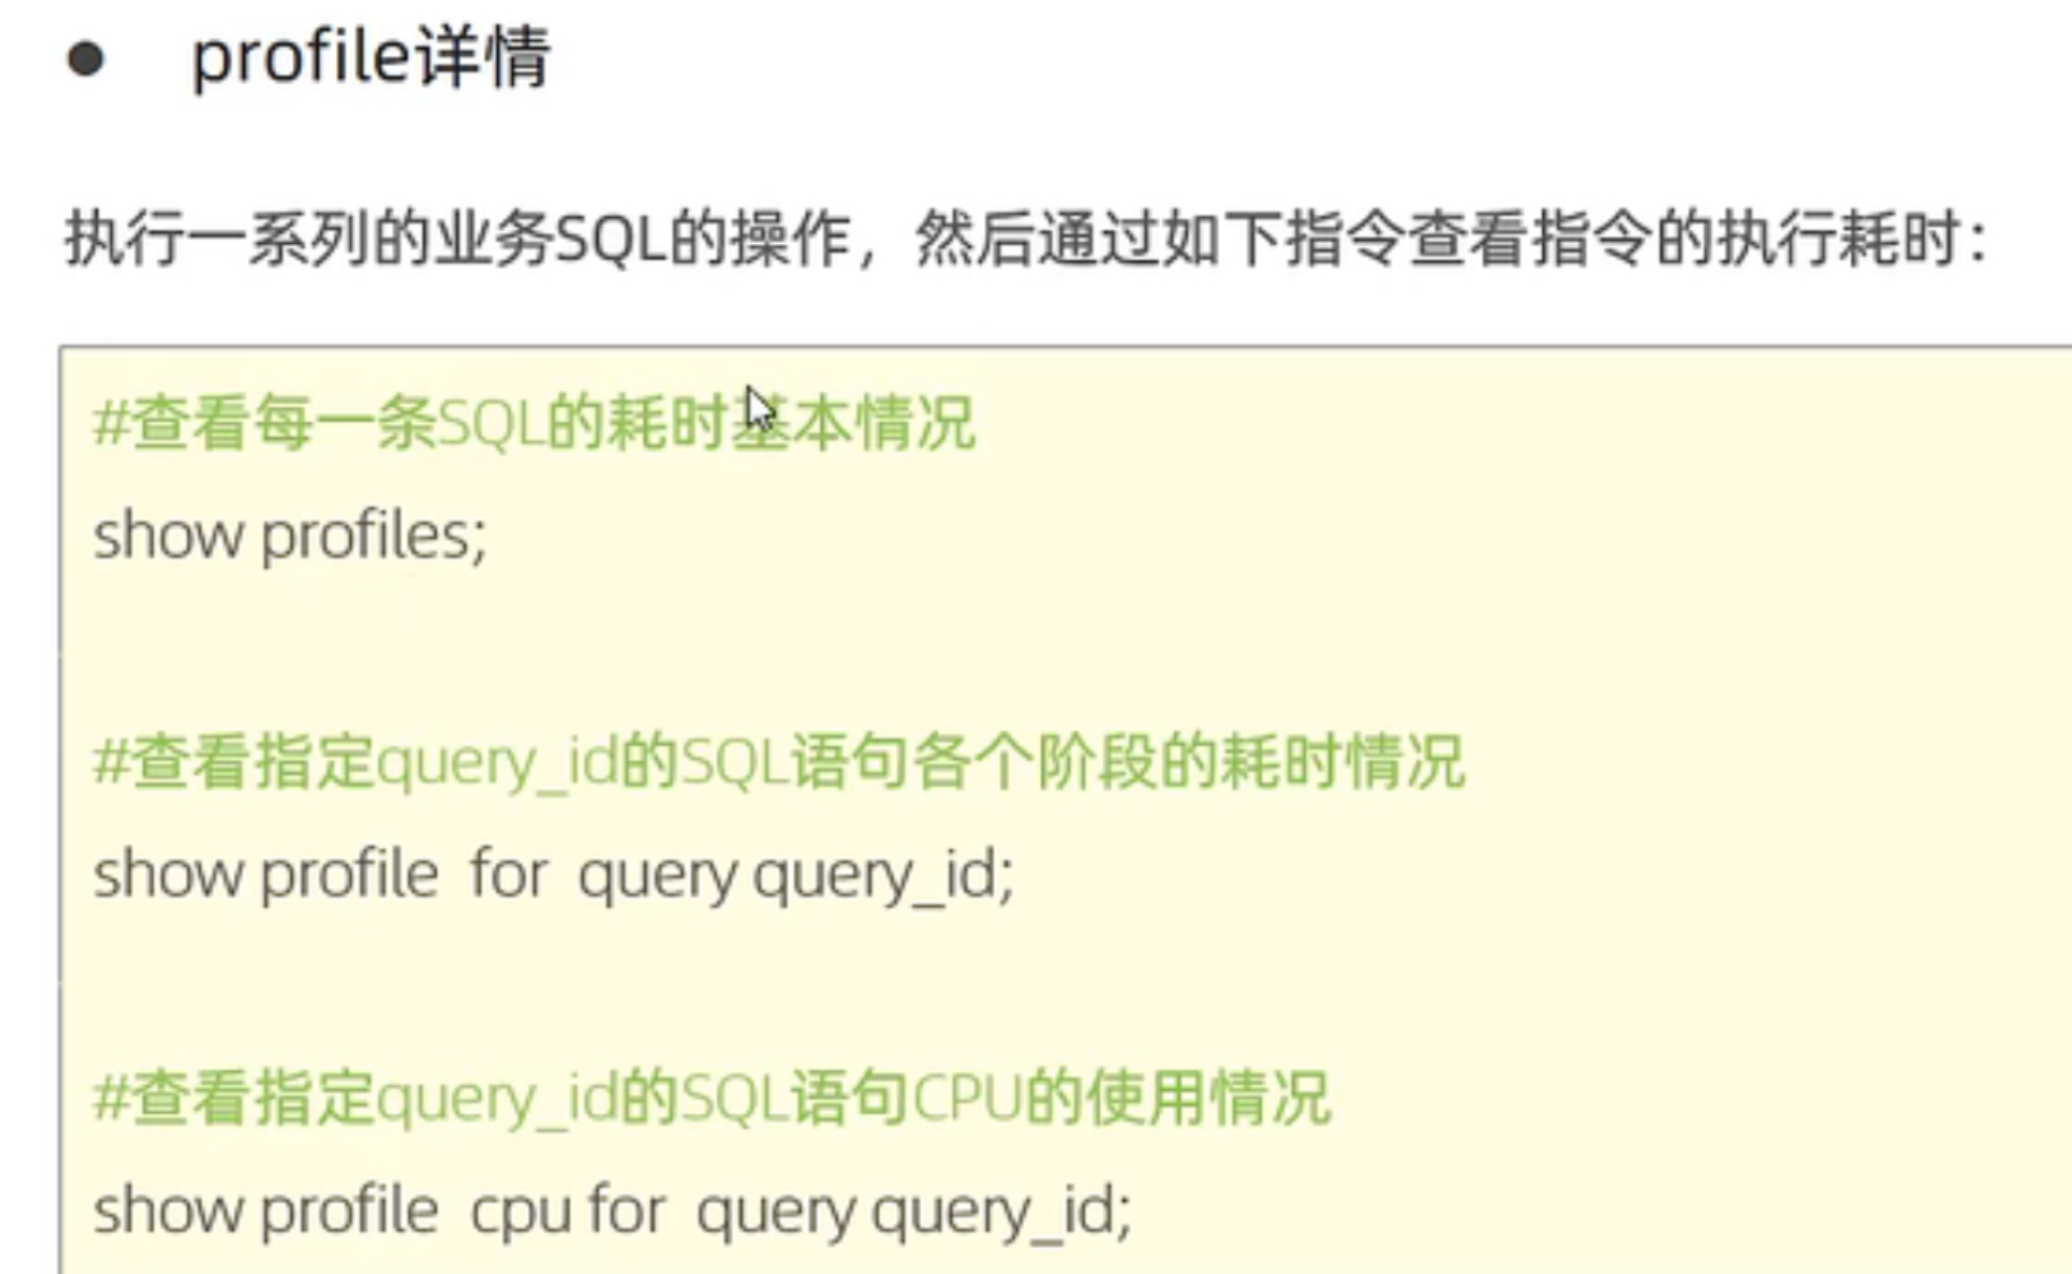 ● profile详情
执行一系列的业务SQL的操作，然后通过如下指令查看指令的执行耗时：
#查看每一条SQL的耗时基本情况
show profiles;
#查看指定query_id的SQL语句各个阶段的耗时情况
show profile for query query_id;
#查看指定query_id的SQL语句CPU的使用情况
show profile cpu for query query_id;